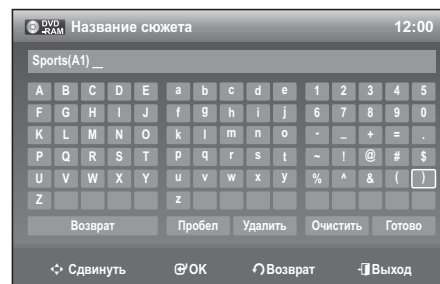 DVD-RAM Название сюжета 12:00
Sports(A1) __
A B C D E a b c d e 1 2 3 4 5
F G H I J f g h i j 6 7 8 9 0
K L M N O k l m n o - _ + = .
P Q R S T p q r s t ~ ! @ # $
U V W X Y u v w x y % ^ & ( )
Z z
Возврат Пробел Удалить Очистить Готово
Сдвинуть OK Возврат Выход